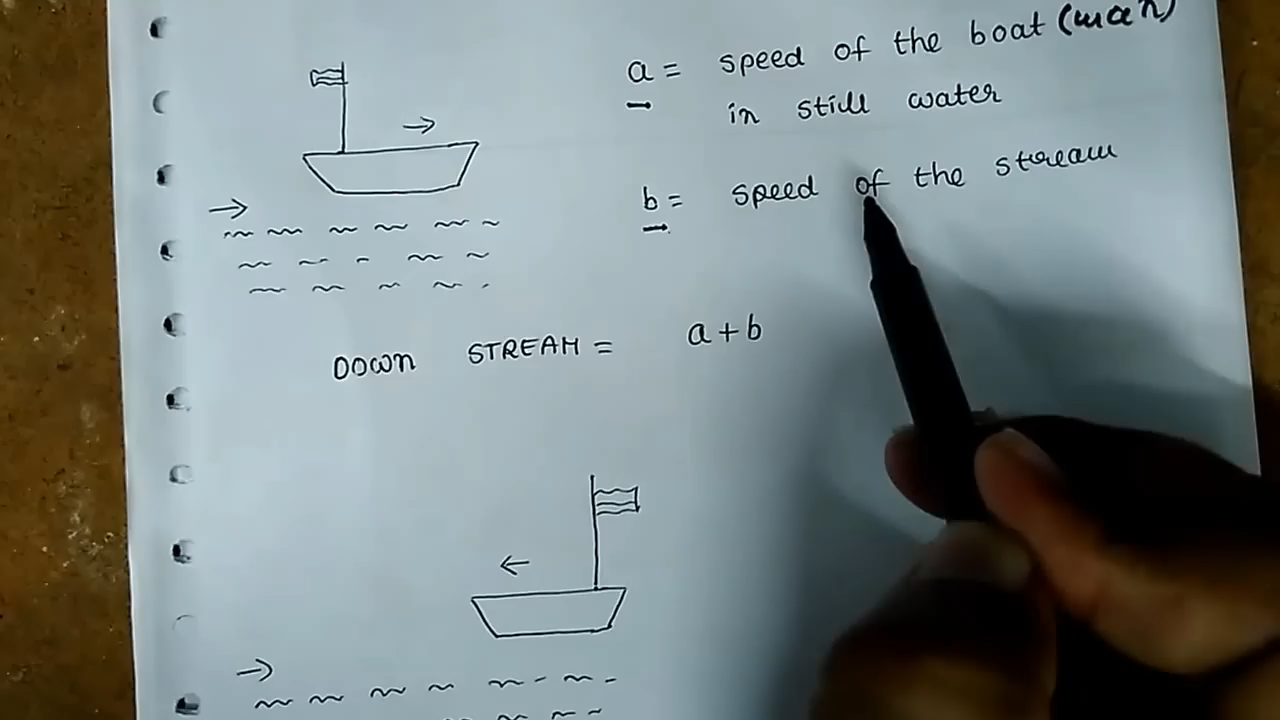 a = speed of the boat (man)
in still water
b = speed of the stream
DOWN STREAM = a + b